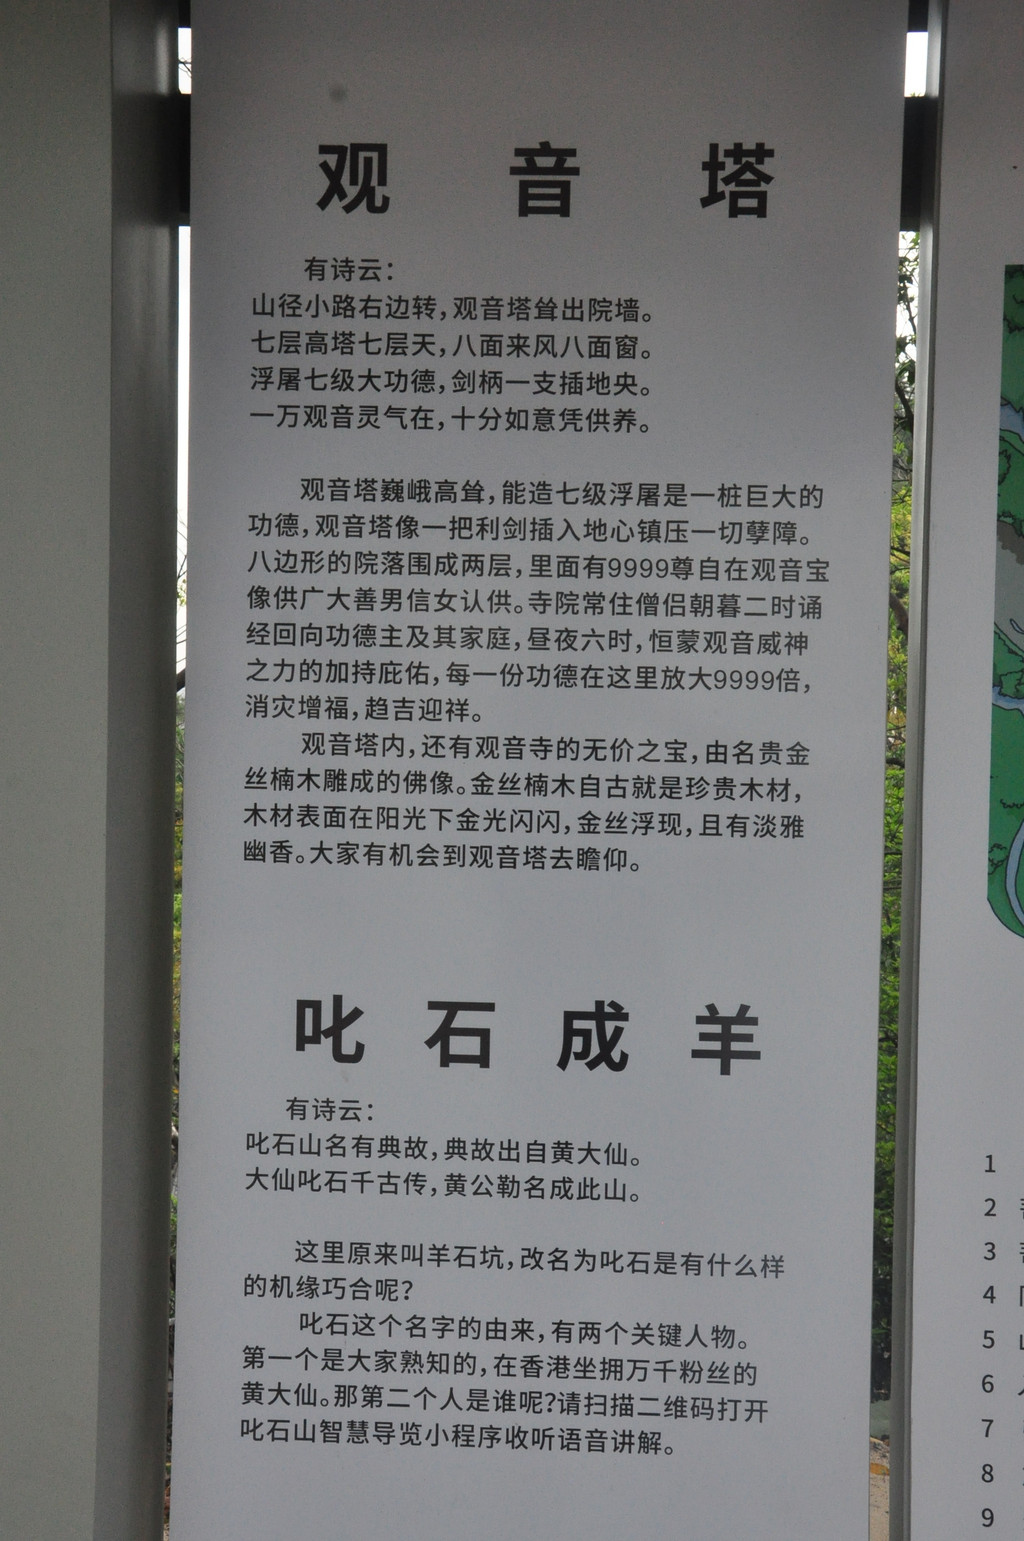 观音塔
有诗云：
山径小路右边转，观音塔耸出院墙。
七层高塔七层天，八面来风八面窗。
浮屠七级大功德，剑柄一支插地央。
一万观音灵气在，十分如意凭供养。
观音塔巍峨高耸，能造七级浮屠是一桩巨大的
功德，观音塔像一把利剑插入地心镇压一切孽障。
八边形的院落围成两层，里面有9999尊自在观音宝
像供广大善男信女认供。寺院常住僧侣朝暮二时诵
经回向功德主及其家庭，昼夜六时，恒蒙观音威神
之力的加持庇佑，每一份功德在这里放大9999倍，
消灾增福，趋吉迎祥。
观音塔内，还有观音寺的无价之宝，由名贵金
丝楠木雕成的佛像。金丝楠木自古就是珍贵木材，
木材表面在阳光下金光闪闪，金丝浮现，且有淡雅
幽香。大家有机会到观音塔去瞻仰。
叱石成羊
有诗云：
叱石山名有典故，典故出自黄大仙。
大仙叱石千古传，黄公勒名成此山。
这里原来叫羊石坑，改名为叱石是有什么样
的机缘巧合呢？
叱石这个名字的由来，有两个关键人物。
第一个是大家熟知的，在香港坐拥万千粉丝的
黄大仙。那第二个人是谁呢？请扫描二维码打开
叱石山智慧导览小程序收听语音讲解。
1
2
3
4
5
6
7
8
9